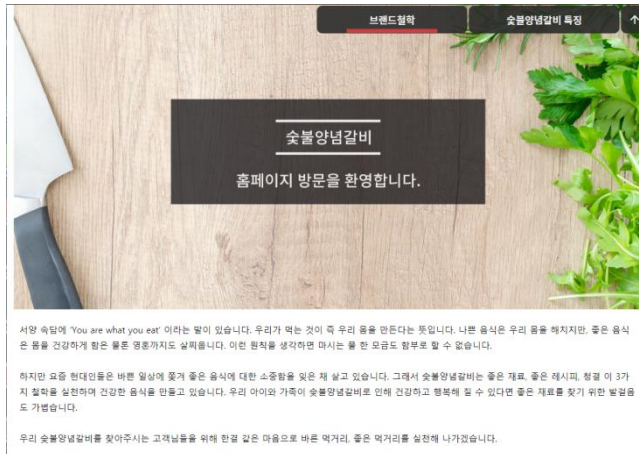 브랜드철학
숯불양념갈비 특징
숯불양념갈비
홈페이지 방문을 환영합니다.
서양 속담에 'You are what you eat' 이라는 말이 있습니다. 우리가 먹는 것이 즉 우리 몸을 만든다는 뜻입니다. 나쁜 음식은 우리 몸을 해치지만, 좋은 음식
은 몸을 건강하게 함은 물론 영혼까지도 살찌웁니다. 이런 원칙을 생각하면 마시는 물 한 모금도 함부로 할 수 없습니다.
하지만 요즘 현대인들은 바쁜 일상에 쫓겨 좋은 음식에 대한 소중함을 잊은 채 살고 있습니다. 그래서 숯불양념갈비는 좋은 재료, 좋은 레시피, 청결 이 3가
지 철학을 실천하며 건강한 음식을 만들고 있습니다. 우리 아이와 가족이 숯불양념갈비로 인해 건강하고 행복해 질 수 있다면 좋은 재료를 찾기 위한 발걸음
도 가볍습니다.
우리 숯불양념갈비를 찾아주시는 고객님들을 위해 한결 같은 마음으로 바른 먹거리, 좋은 먹거리를 실천해 나가겠습니다.